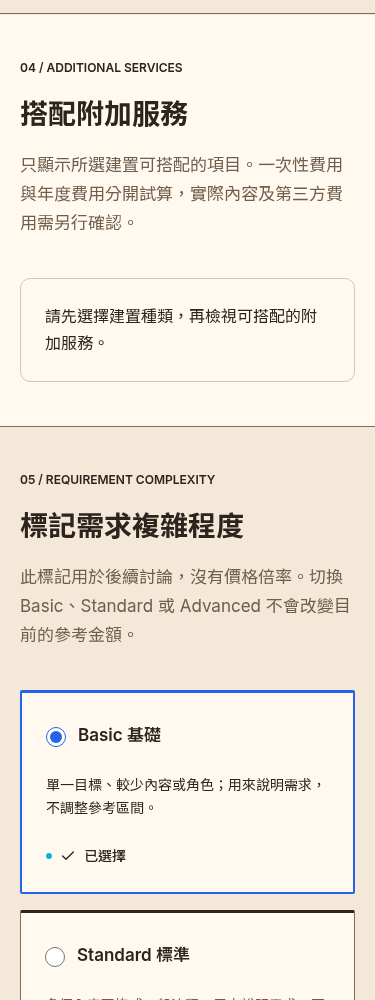 04 / ADDITIONAL SERVICES
搭配附加服務
只顯示所選建置可搭配的項目。一次性費用
與年度費用分開試算，實際內容及第三方費
用需另行確認。
請先選擇建置種類，再檢視可搭配的附
加服務。
05 / REQUIREMENT COMPLEXITY
標記需求複雜程度
此標記用於後續討論，沒有價格倍率。切換
Basic、Standard 或 Advanced 不會改變目
前的參考金額。
Basic 基礎
單一目標、較少內容或角色；用來說明需求，
不調整參考區間。
已選擇
Standard 標準